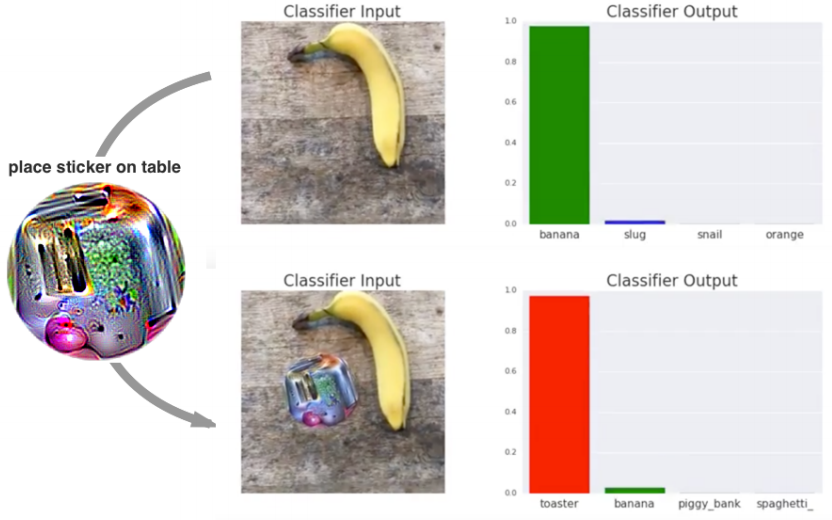 Classifier Input
Classifier Output
1.0
0.8
0.6
0.4
0.2
0.0
banana slug snail orange
place sticker on table
Classifier Input
Classifier Output
1.0
0.8
0.6
0.4
0.2
0.0
toaster banana piggy_bank spaghetti_